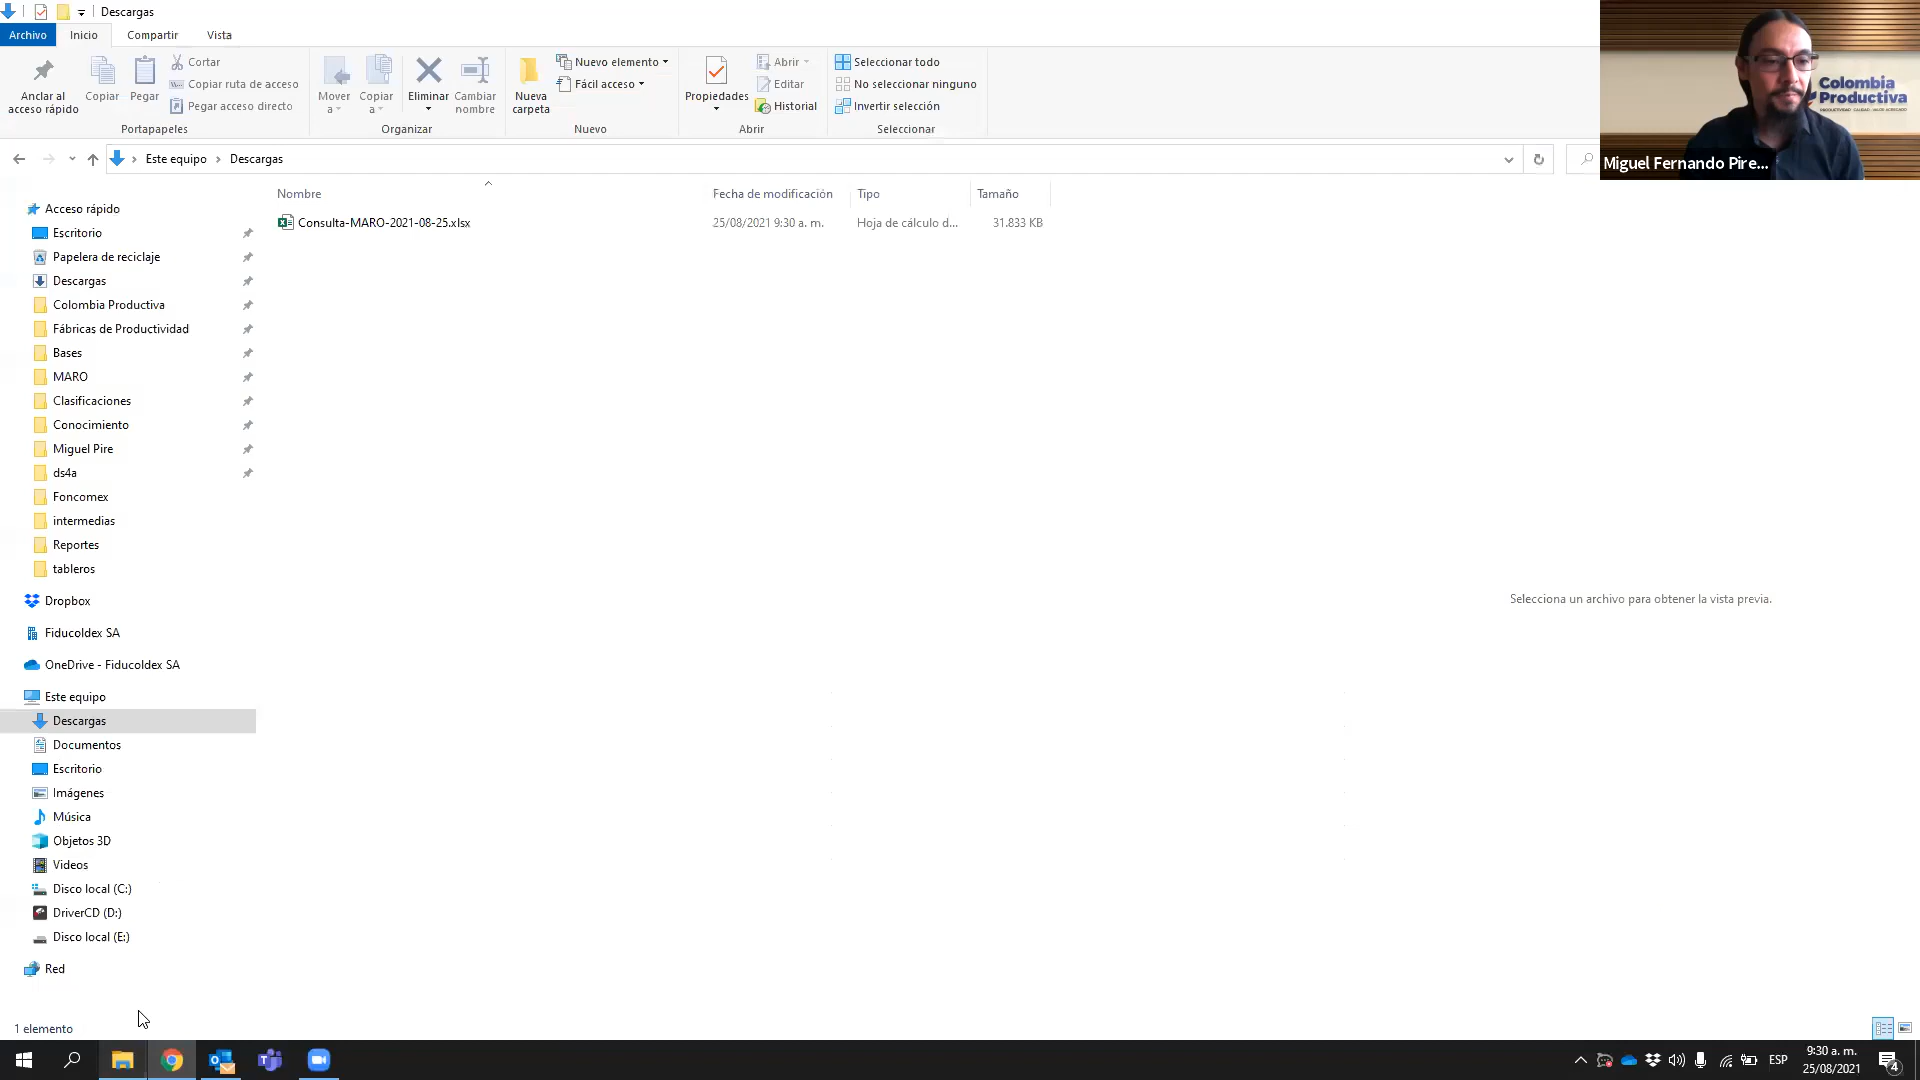 Descargas
Archivo Inicio Compartir Vista
Anclar al acceso rápido
Copiar
Pegar
Cortar
Copiar ruta de acceso
Pegar acceso directo
Portapapeles
Mover a
Copiar a
Eliminar
Cambiar nombre
Organizar
Nueva carpeta
Nuevo elemento
Fácil acceso
Nuevo
Propiedades
Abrir
Editar
Historial
Abrir
Seleccionar todo
No seleccionar ninguno
Invertir selección
Seleccionar
Colombia
Productiva
Miguel Fernando Pire...
Este equipo > Descargas
Nombre Fecha de modificación Tipo Tamaño
Consulta-MARO-2021-08-25.xlsx 25/08/2021 9:30 a. m. Hoja de cálculo d... 31.833 KB
Acceso rápido
Escritorio
Papelera de reciclaje
Descargas
Colombia Productiva
Fábricas de Productividad
Bases
MARO
Clasificaciones
Conocimiento
Miguel Pire
ds4a
Foncomex
intermedias
Reportes
tableros
Dropbox
Fiducoldex SA
OneDrive - Fiducoldex SA
Este equipo
Descargas
Documentos
Escritorio
Imágenes
Música
Objetos 3D
Videos
Disco local (C:)
DriverCD (D:)
Disco local (E:)
Red
Selecciona un archivo para obtener la vista previa.
1 elemento
ESP
9:30 a. m.
25/08/2021
4